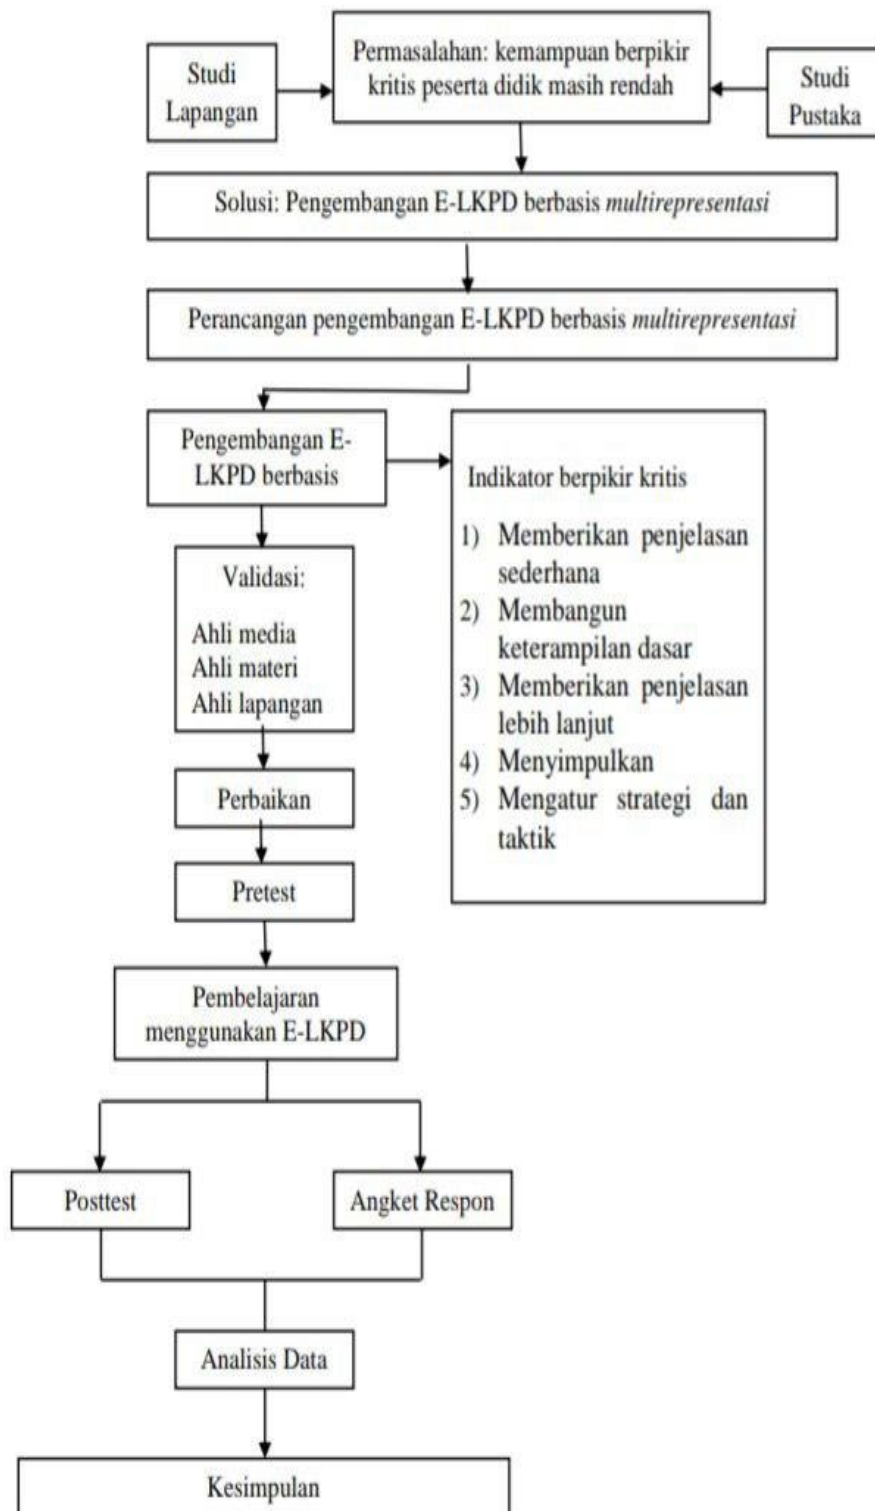 Permasalahan: kemampuan berpikir
kritis peserta didik masih rendah
Studi
Lapangan
Studi
Pustaka
Solusi: Pengembangan E-LKPD berbasis multirepresentasi
Perancangan pengembangan E-LKPD berbasis multirepresentasi
Pengembangan E-
LKPD berbasis
Indikator berpikir kritis
1) Memberikan penjelasan
sederhana
2) Membangun
keterampilan dasar
3) Memberikan penjelasan
lebih lanjut
4) Menyimpulkan
5) Mengatur strategi dan
taktik
Validasi:
Ahli media
Ahli materi
Ahli lapangan
Perbaikan
Pretest
Pembelajaran
menggunakan E-LKPD
Posttest
Angket Respon
Analisis Data
Kesimpulan